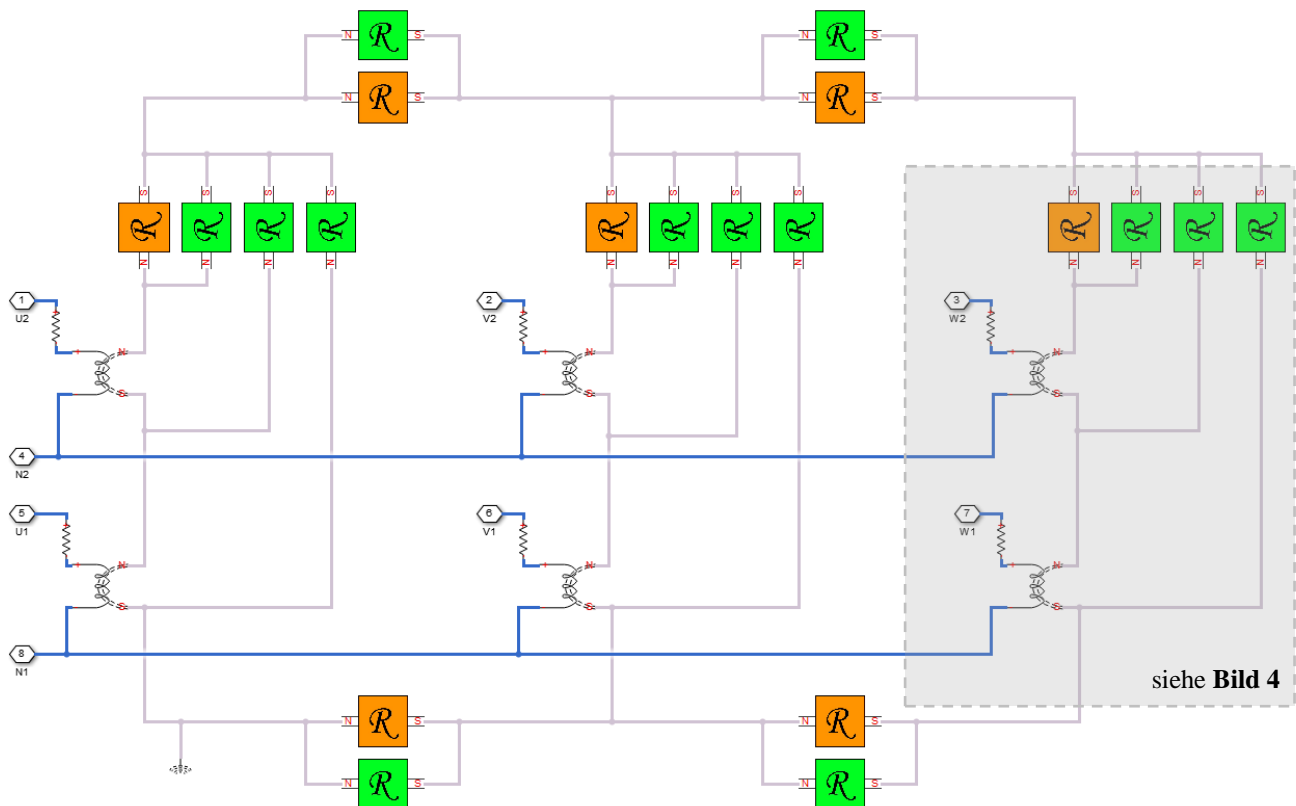 N R S N R S
N R S N R S
S S S S S S S S S S S S
R R R R R R R R R R R R
N N N N N N N N N N N N
1 2 3
U2 V2 W2
+ + +
+ N + N + N
S S S
4
N2
5 6 7
U1 V1 W1
+ + +
+ N + N + N
S S S
8
N1
siehe Bild 4
N R S N R S
N R S N R S